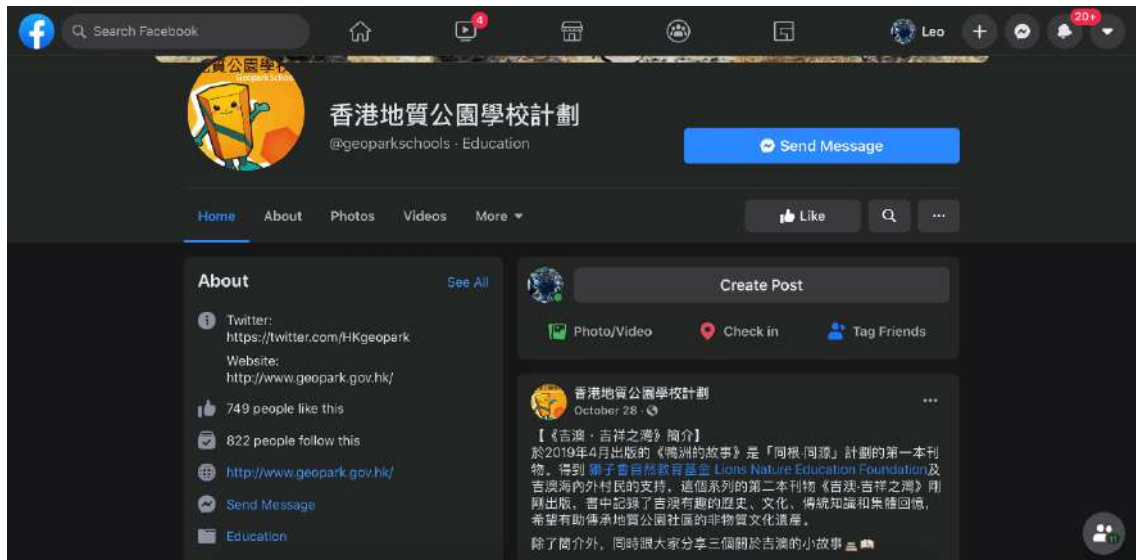 Search Facebook
4
Leo
20+
質公園學校
Geopark School
香港地質公園學校計劃
@geoparkschools · Education
Send Message
Home About Photos Videos More
Like
About See All
Twitter:
https://twitter.com/HKgeopark
Website:
http://www.geopark.gov.hk/
749 people like this
822 people follow this
http://www.geopark.gov.hk/
Send Message
Education
Create Post
Photo/Video Check in Tag Friends
香港地質公園學校計劃
October 28 ·
【《吉澳 · 吉祥之灣》簡介】
於2019年4月出版的《鴨洲的故事》是「同根·同源」計劃的第一本刊
物。得到 獅子會自然教育基金 Lions Nature Education Foundation及
吉澳海內外村民的支持，這個系列的第二本刊物《吉澳·吉祥之灣》剛
剛出版，書中記錄了吉澳有趣的歷史、文化、傳統知識和集體回憶，
希望有助傳承地質公園社區的非物質文化遺產。
除了簡介外，同時跟大家分享三個關於吉澳的小故事